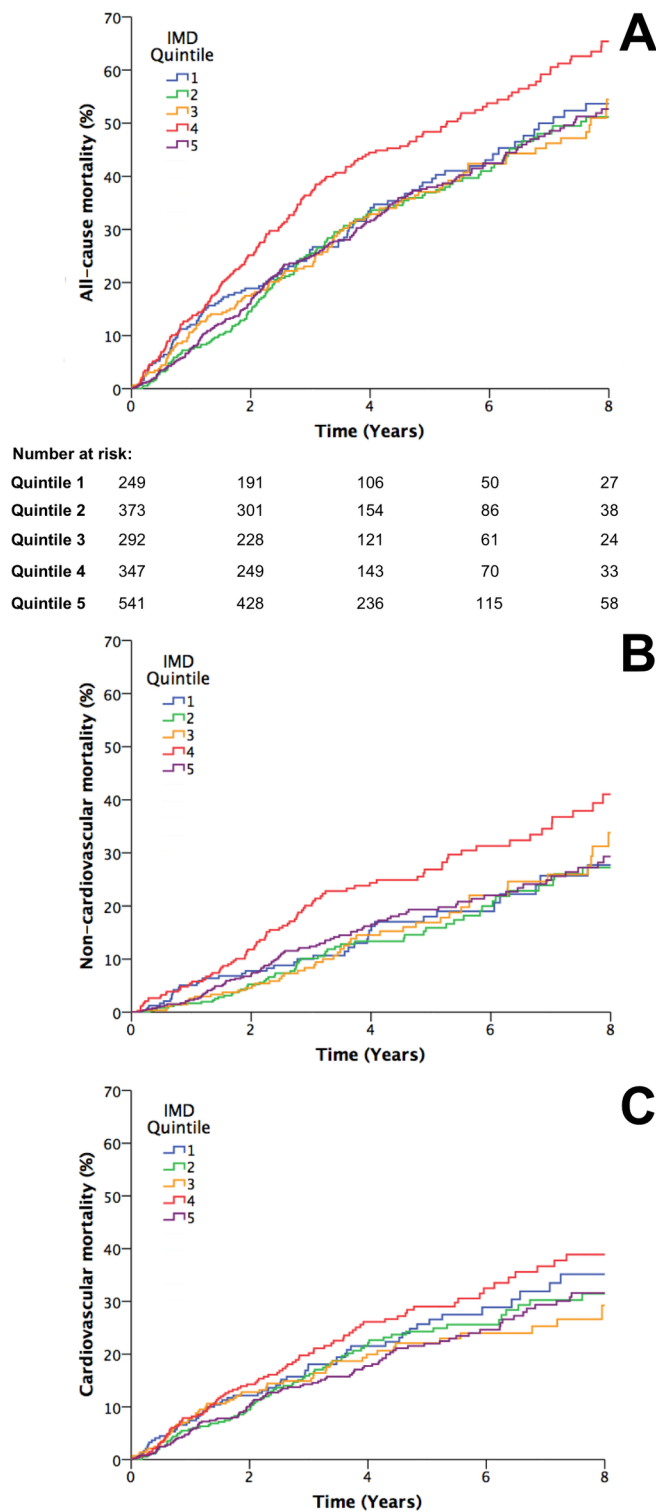 A
IMD
Quintile
1
2
3
4
5
All-cause mortality (%)
70
60
50
40
30
20
10
0
0 2 4 6 8
Time (Years)
Number at risk:
Quintile 1 249 191 106 50 27
Quintile 2 373 301 154 86 38
Quintile 3 292 228 121 61 24
Quintile 4 347 249 143 70 33
Quintile 5 541 428 236 115 58
B
IMD
Quintile
1
2
3
4
5
Non-cardiovascular mortality (%)
70
60
50
40
30
20
10
0
0 2 4 6 8
Time (Years)
C
IMD
Quintile
1
2
3
4
5
Cardiovascular mortality (%)
70
60
50
40
30
20
10
0
0 2 4 6 8
Time (Years)